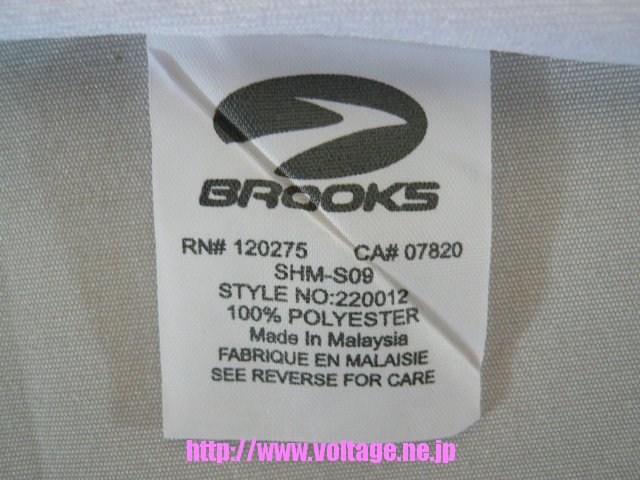 BROOKS
RN# 120275 CA# 07820
SHM-S09
STYLE NO:220012
100% POLYESTER
Made In Malaysia
FABRIQUE EN MALAISIE
SEE REVERSE FOR CARE
http://www.voltage.ne.jp